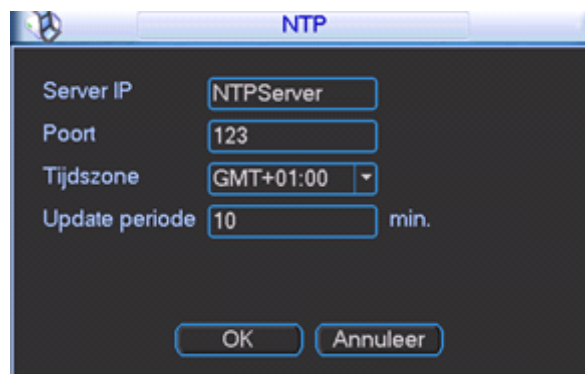 NTP
Server IP NTPServer
Poort 123
Tijdszone GMT+01:00
Update periode 10 min.
OK Annuleer